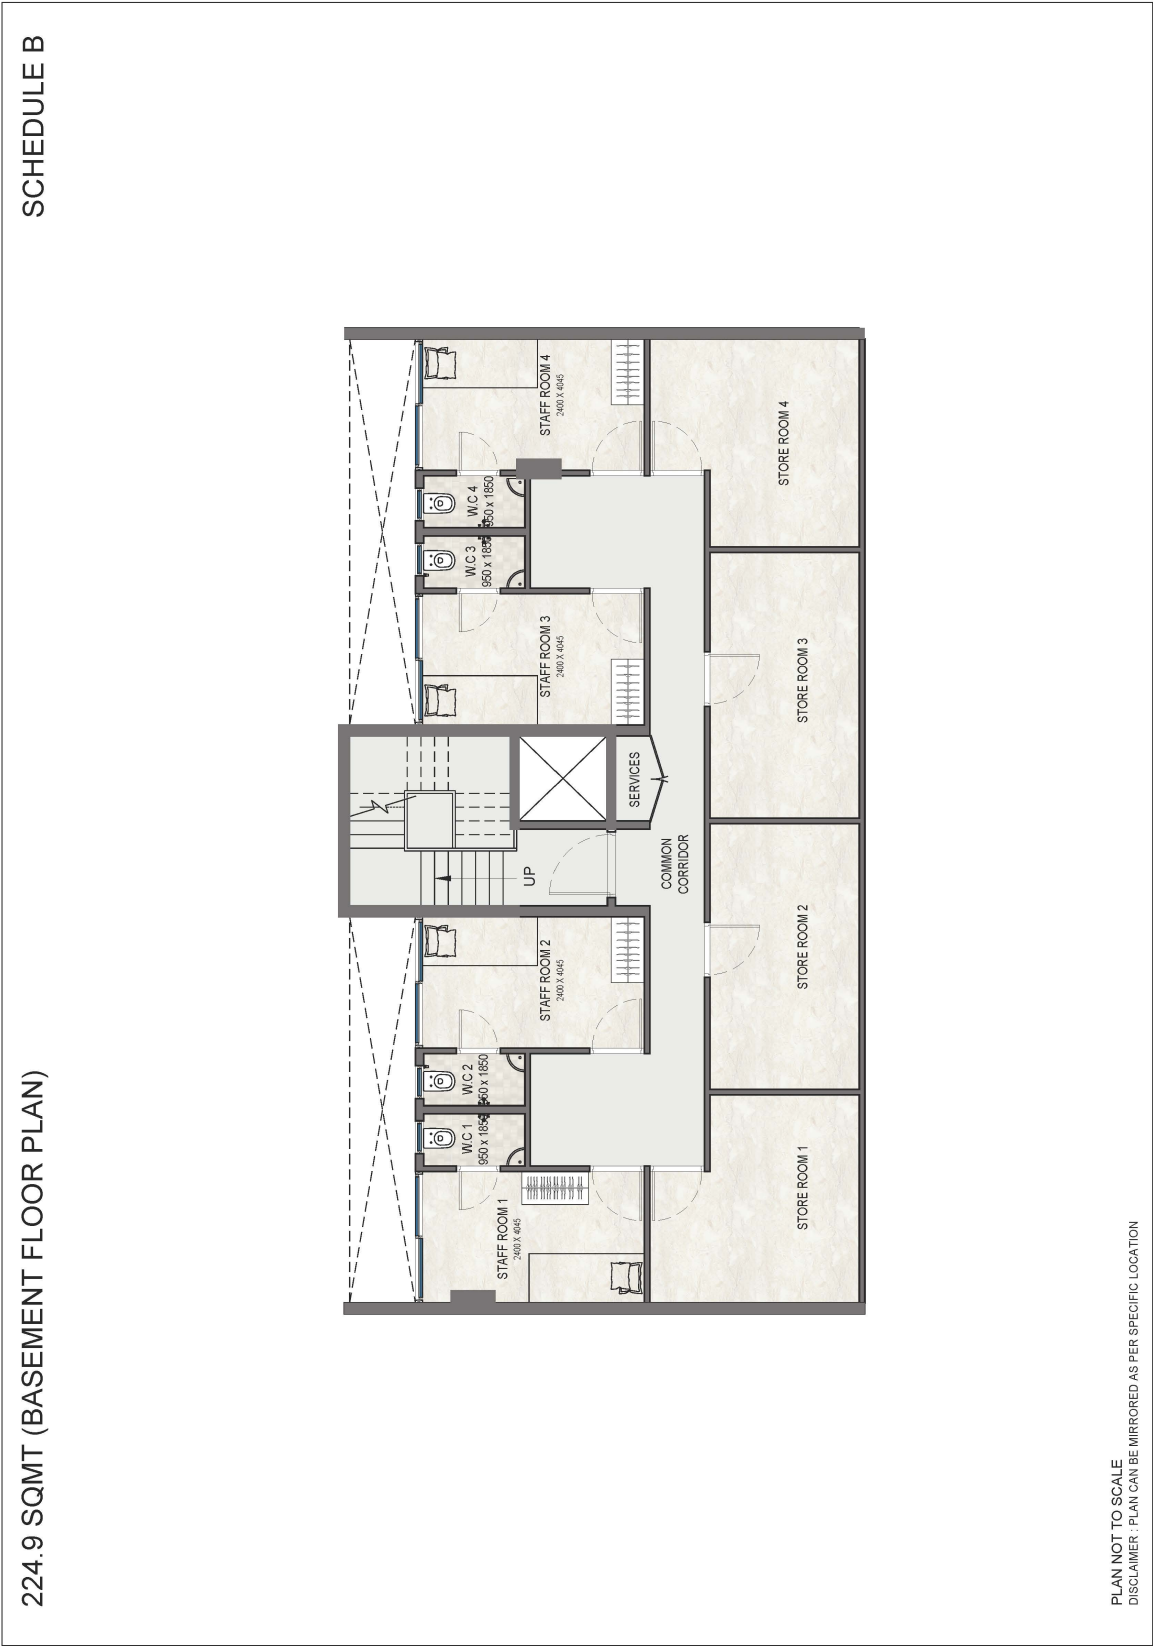 224.9 SQMT (BASEMENT FLOOR PLAN)
SCHEDULE B
STAFF ROOM 1
2400 X 4045
W.C 1
950 x 1850
W.C 2
950 x 1850
STAFF ROOM 2
2400 X 4045
UP
SERVICES
STAFF ROOM 3
2400 X 4045
W.C 3
950 x 1850
W.C 4
950 x 1850
STAFF ROOM 4
2400 X 4045
COMMON
CORRIDOR
STORE ROOM 1
STORE ROOM 2
STORE ROOM 3
STORE ROOM 4
PLAN NOT TO SCALE
DISCLAIMER : PLAN CAN BE MIRRORED AS PER SPECIFIC LOCATION